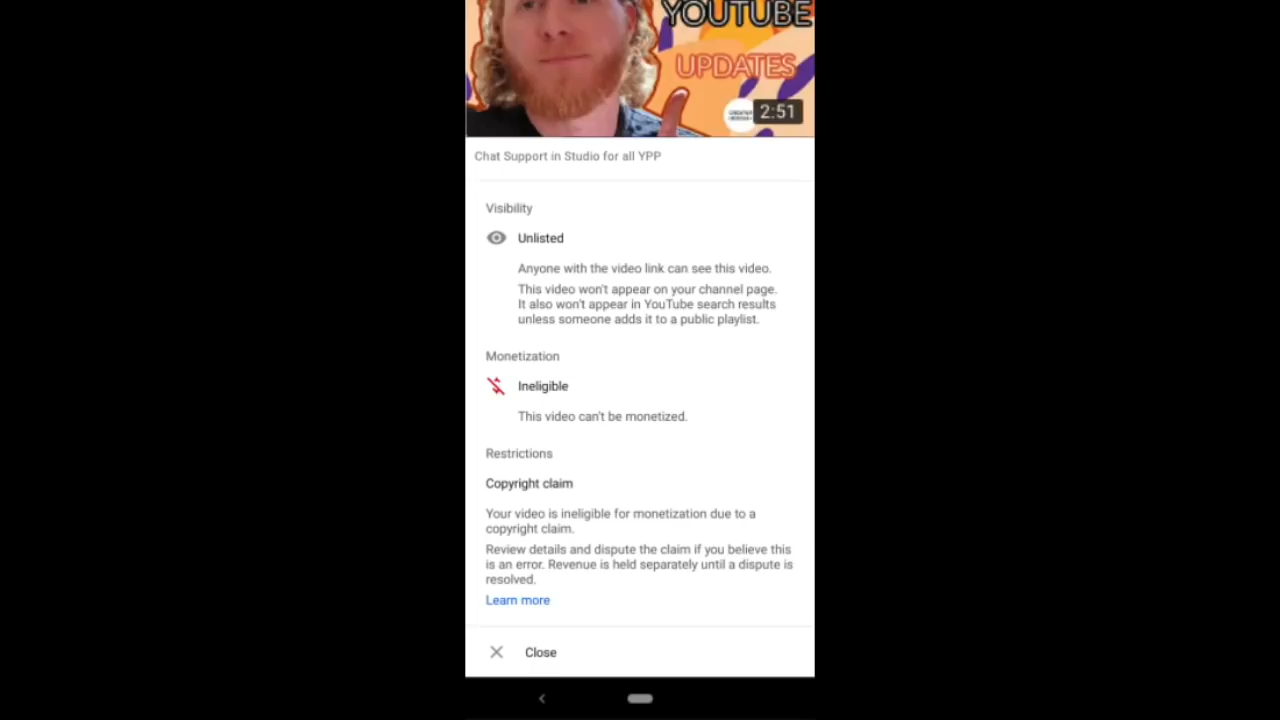 YOUTUBE
UPDATES
2:51
Chat Support in Studio for all YPP
Visibility
Unlisted
Anyone with the video link can see this video.
This video won't appear on your channel page.
It also won't appear in YouTube search results
unless someone adds it to a public playlist.
Monetization
Ineligible
This video can't be monetized.
Restrictions
Copyright claim
Your video is ineligible for monetization due to a
copyright claim.
Review details and dispute the claim if you believe this
is an error. Revenue is held separately until a dispute is
resolved.
Learn more
Close